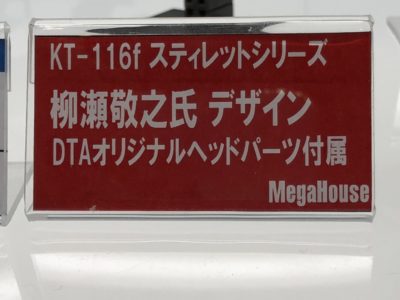 KT-116f スティレットシリーズ
柳瀬敬之氏 デザイン
DTAオリジナルヘッドパーツ付属
MegaHouse